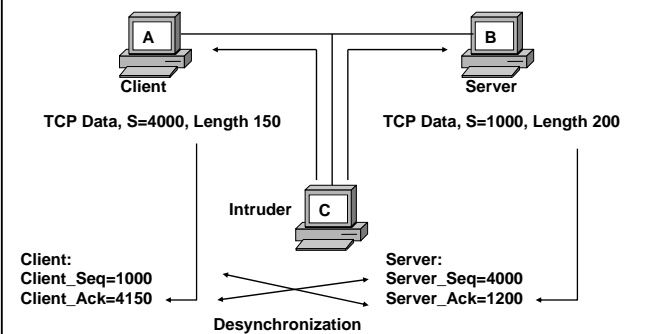 A
B
Client
Server
TCP Data, S=4000, Length 150
TCP Data, S=1000, Length 200
Intruder
C
Client:
Client_Seq=1000
Client_Ack=4150
Server:
Server_Seq=4000
Server_Ack=1200
Desynchronization